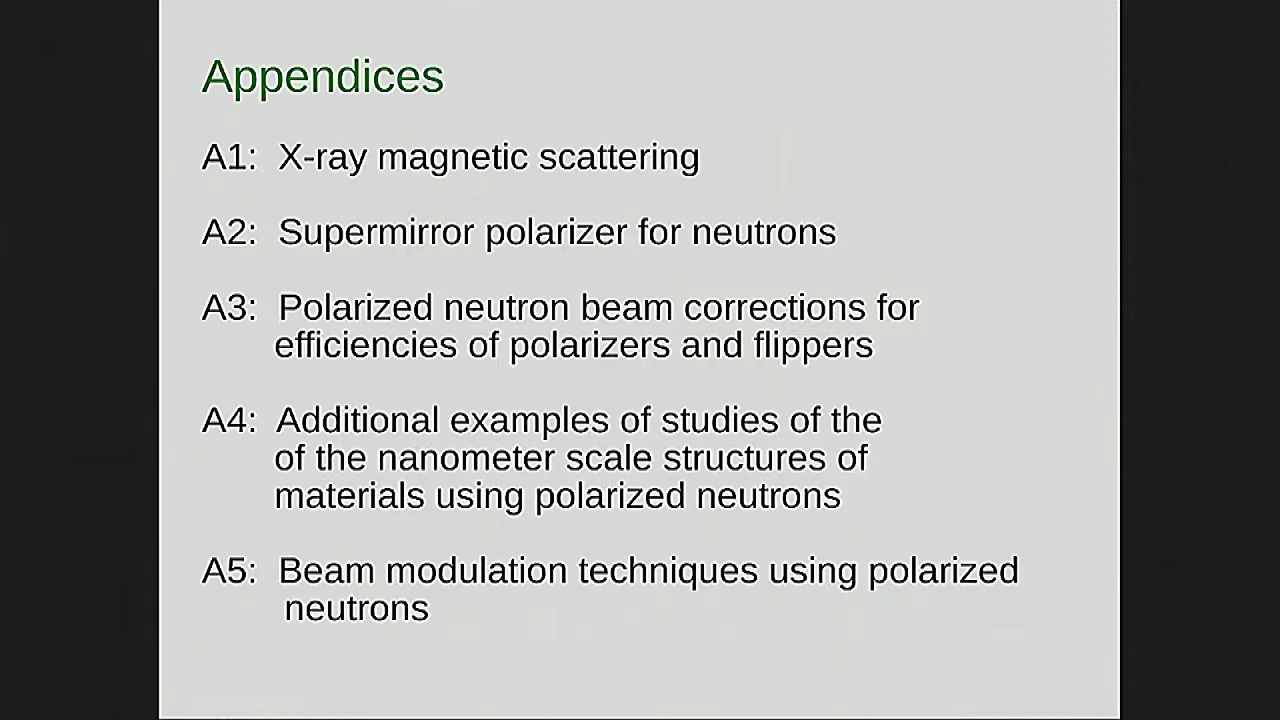 Appendices
A1: X-ray magnetic scattering
A2: Supermirror polarizer for neutrons
A3: Polarized neutron beam corrections for
efficiencies of polarizers and flippers
A4: Additional examples of studies of the
of the nanometer scale structures of
materials using polarized neutrons
A5: Beam modulation techniques using polarized
neutrons